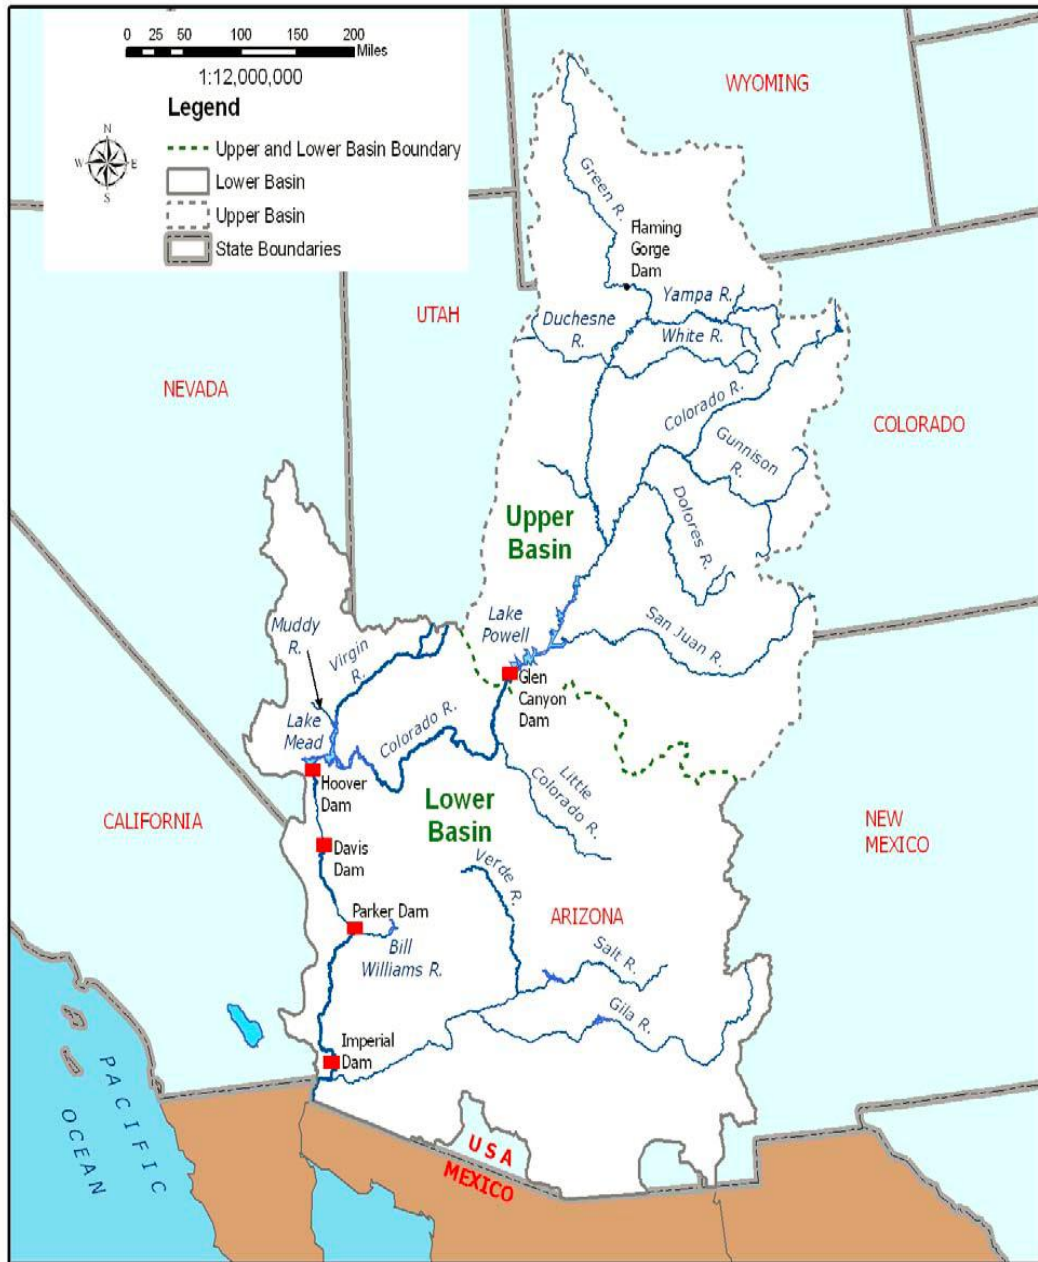 0 25 50 100 150 200
Miles
1:12,000,000
Legend
N
W E
S
Upper and Lower Basin Boundary
Lower Basin
Upper Basin
State Boundaries
WYOMING
Green R.
Flaming
Gorge
Dam
UTAH
Yampa R.
Duchesne
R.
White R.
NEVADA
Colorado R.
COLORADO
Gunnison
R.
Dolores R.
Upper
Basin
Lake
Powell
San Juan R.
Muddy
R.
Virgin
R.
Glen
Canyon
Dam
Lake
Mead
Colorado R.
Hoover
Dam
Little
Colorado R.
Lower
Basin
CALIFORNIA
NEW
MEXICO
Davis
Dam
Verde R.
Parker Dam
ARIZONA
Bill
Williams R.
Salt R.
Gila R.
Imperial
Dam
PACIFIC
OCEAN
USA
MEXICO